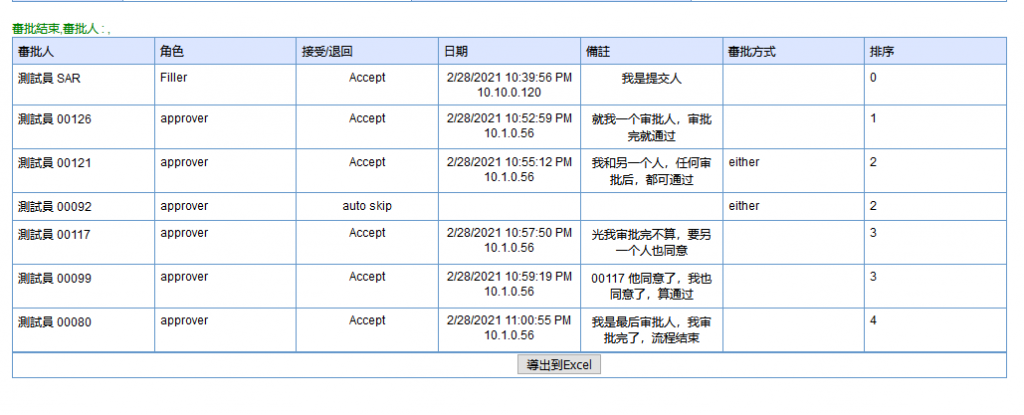 審批結束,審批人 : ,
審批人 角色 接受/退回 日期 備註 審批方式 排序
測試員 SAR Filler Accept 2/28/2021 10:39:56 PM 我是提交人 0
10.10.0.120
測試員 00126 approver Accept 2/28/2021 10:52:59 PM 就我一个审批人，审批 1
10.1.0.56 完就通过
測試員 00121 approver Accept 2/28/2021 10:55:12 PM 我和另一个人，任何审 either 2
10.1.0.56 批后，都可通过
測試員 00092 approver auto skip either 2
測試員 00117 approver Accept 2/28/2021 10:57:50 PM 光我审批完不算，要另 3
10.1.0.56 一个人也同意
測試員 00099 approver Accept 2/28/2021 10:59:19 PM 00117 他同意了，我也 3
10.1.0.56 同意了，算通过
測試員 00080 approver Accept 2/28/2021 11:00:55 PM 我是最后审批人，我审 4
10.1.0.56 批完了，流程结束
導出到Excel